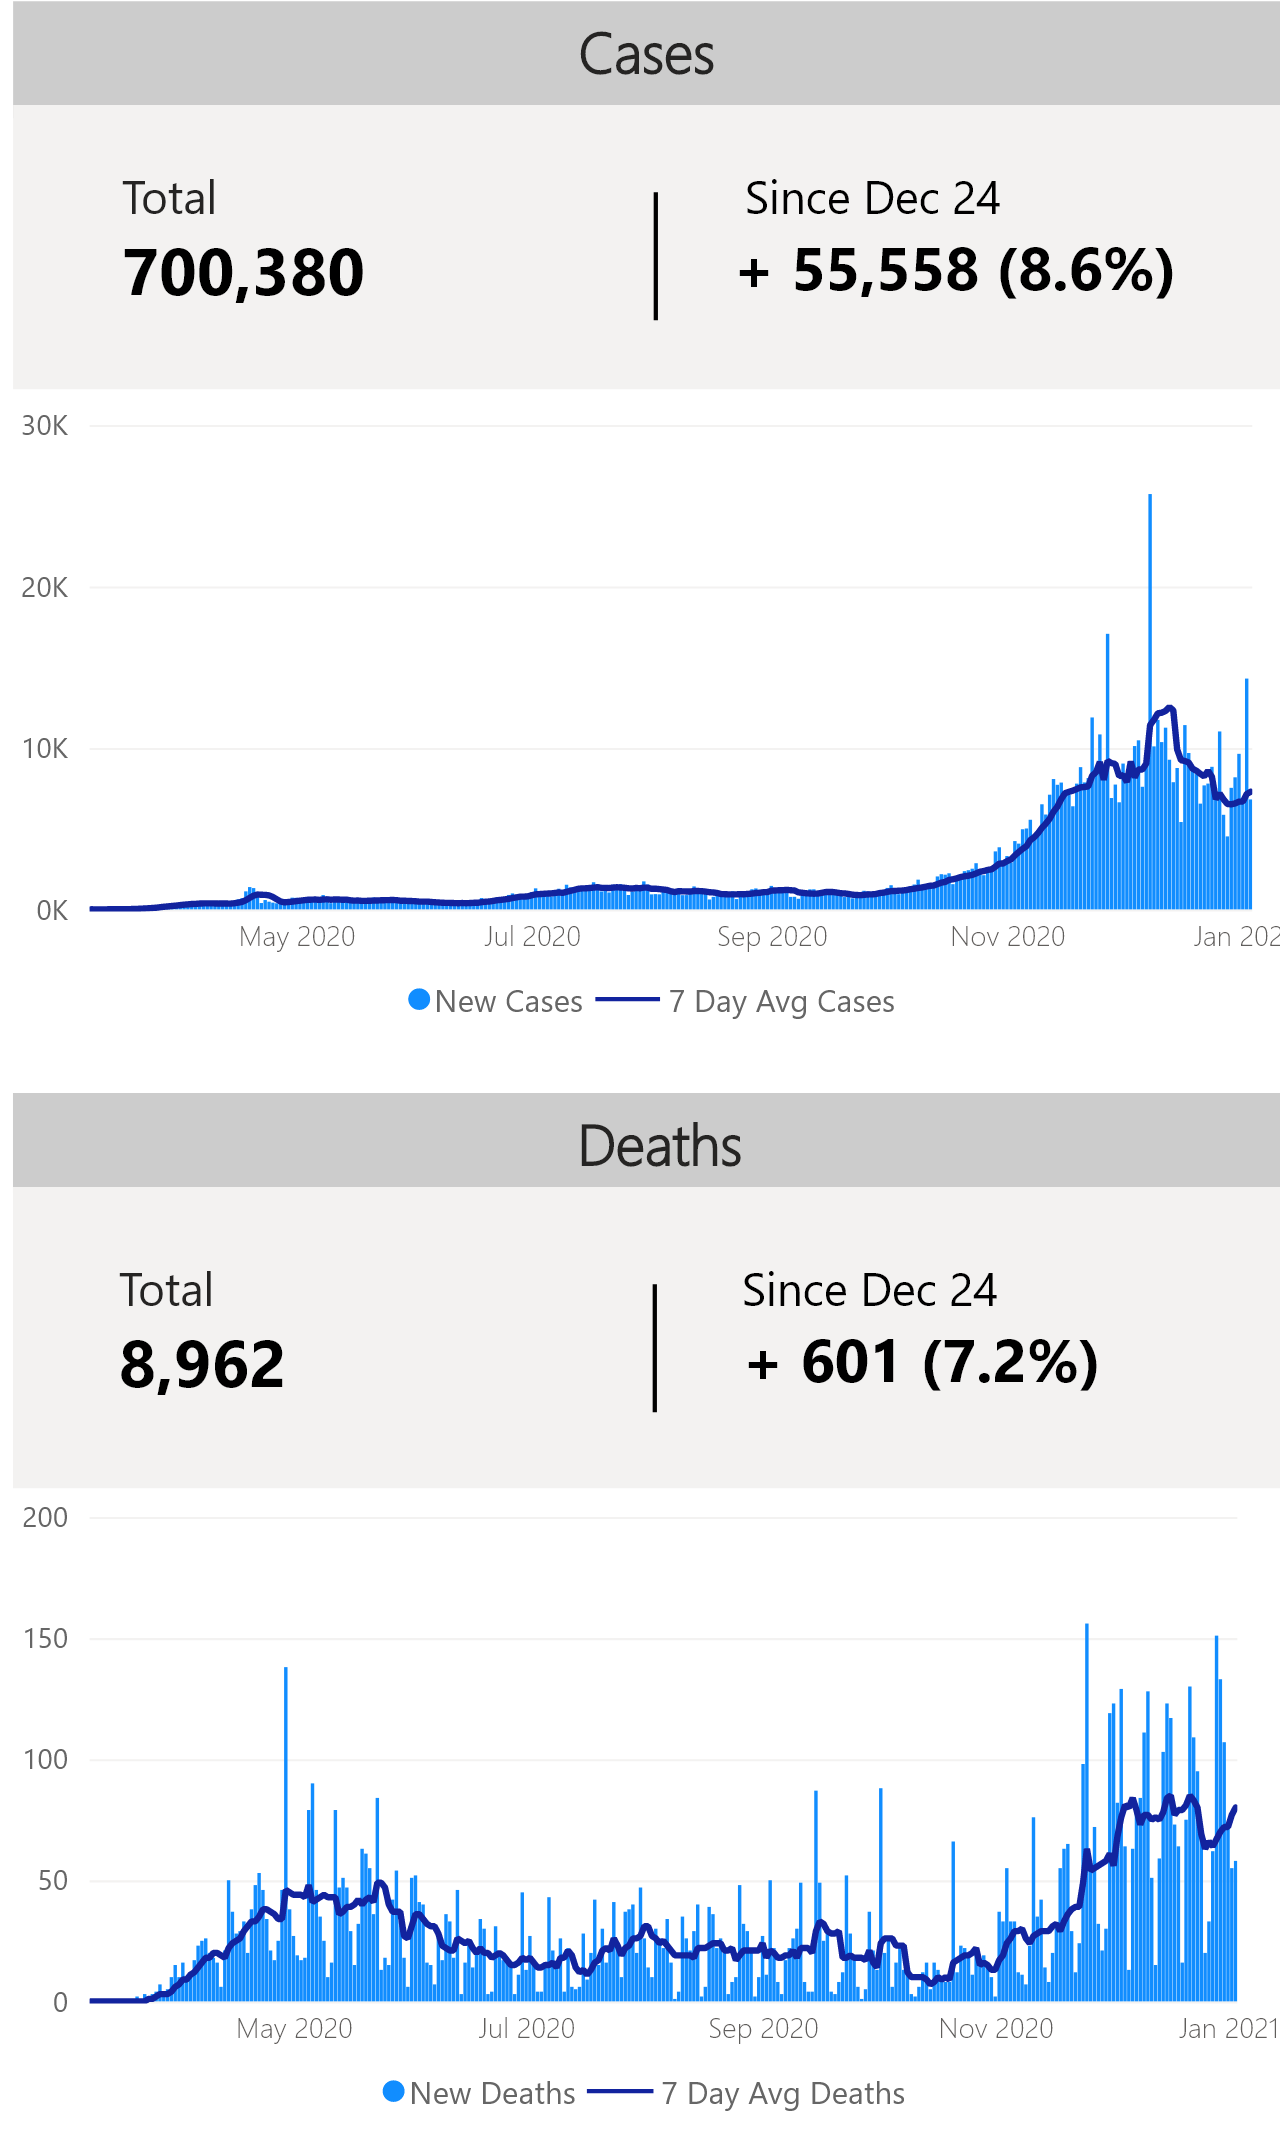 Cases
Total
Since Dec 24
700,380
+ 55,558 (8.6%)
30K
20K
10K
0K
May 2020
Jul 2020
Sep 2020
Nov 2020
Jan 202
New Cases
7 Day Avg Cases
Deaths
Total
Since Dec 24
8,962
+ 601 (7.2%)
200
150
100
50
0
May 2020
Jul 2020
Sep 2020
Nov 2020
Jan 2021
New Deaths
7 Day Avg Deaths